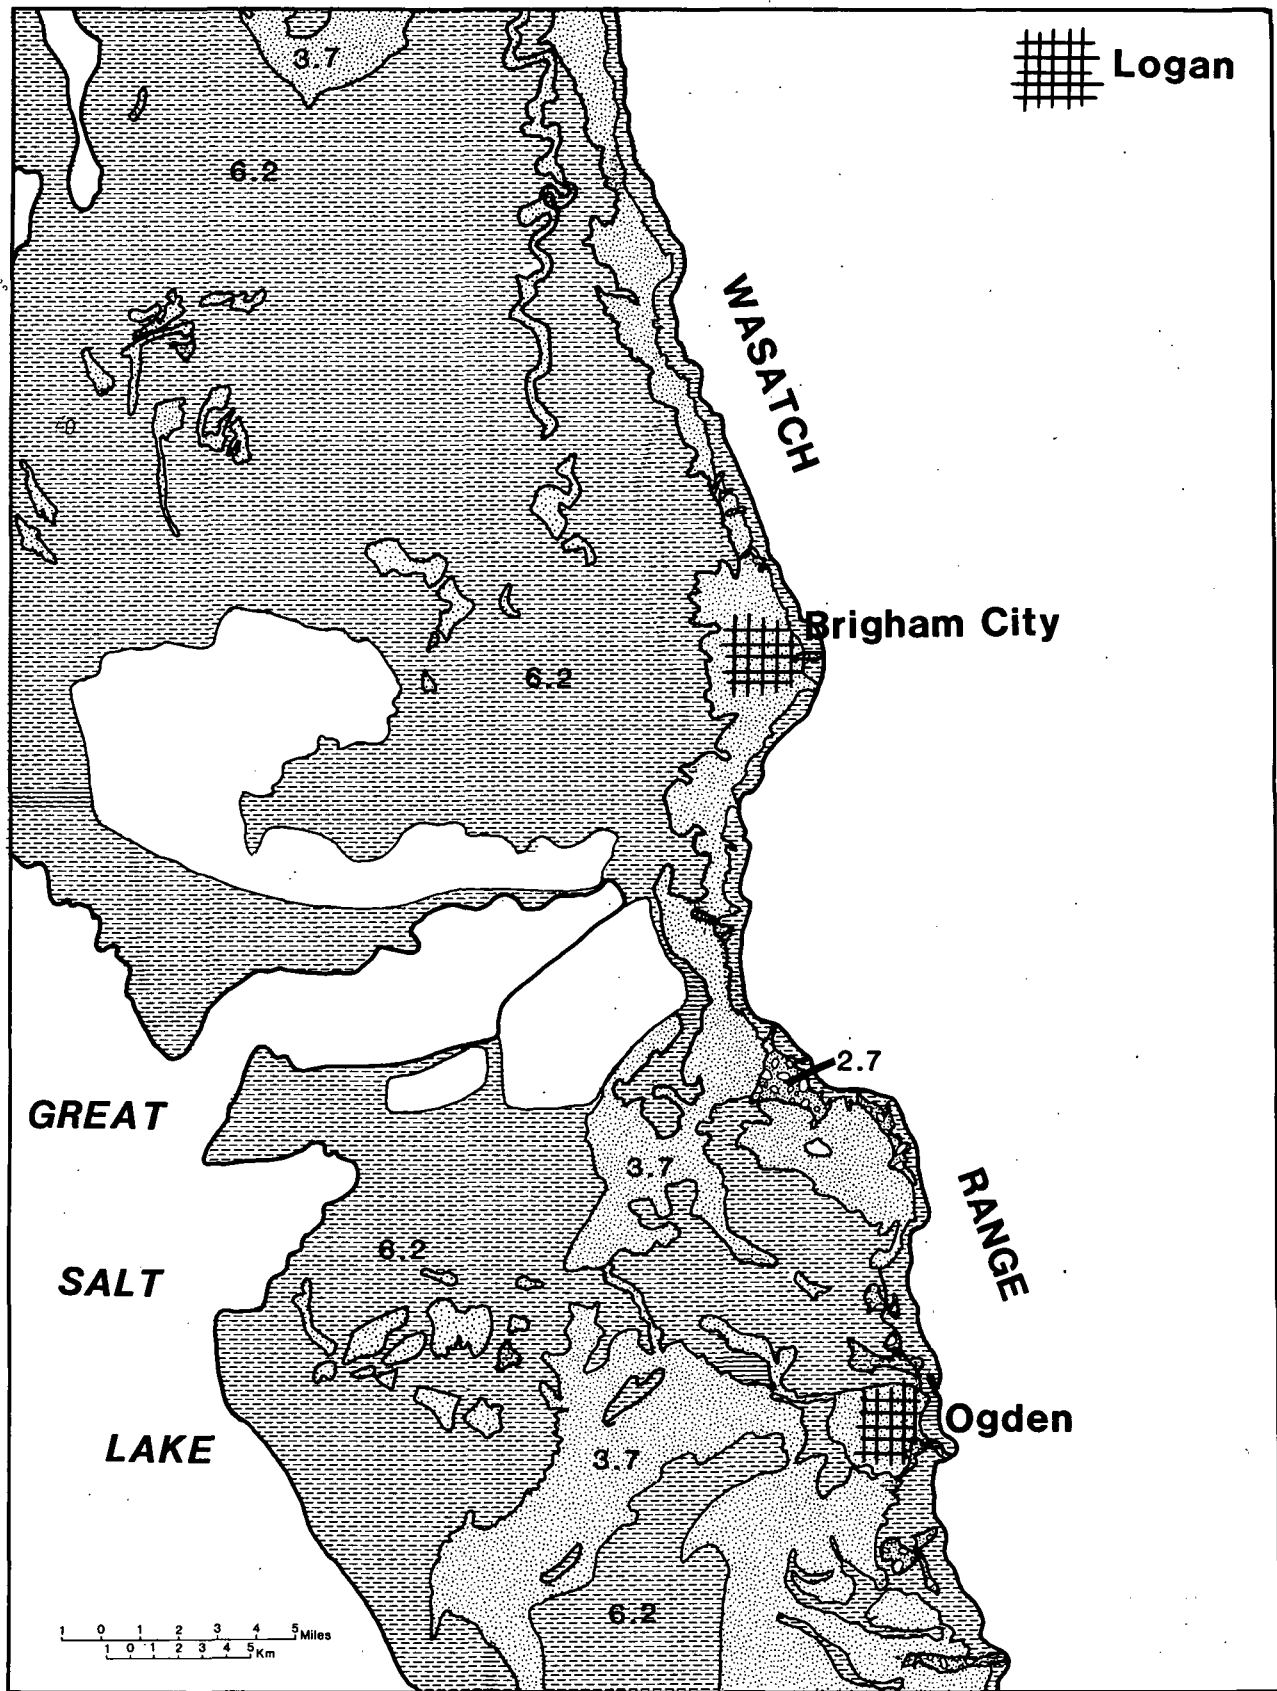 3.7
Logan
6.2
WASATCH
Brigham City
6.2
2.7
GREAT
3.7
RANGE
6.2
SALT
Ogden
LAKE
3.7
6.2
1 0 1 2 3 4 5 Miles
1 0 1 2 3 4 5 Km